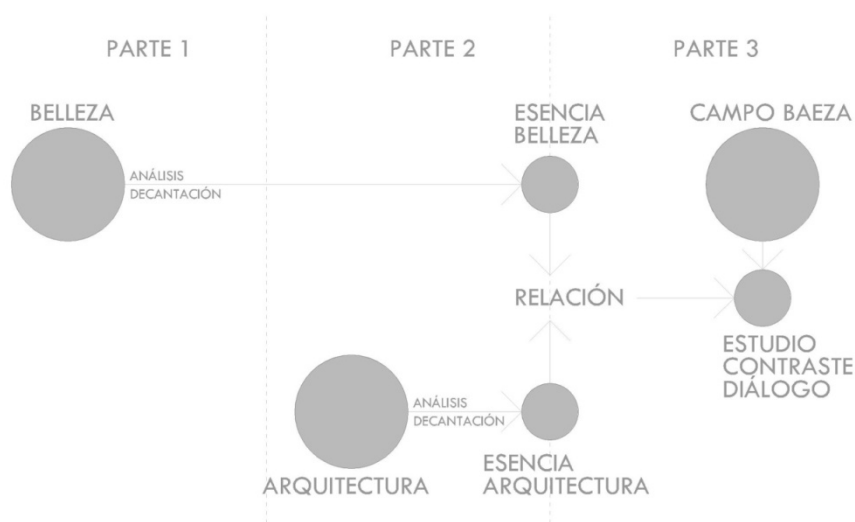 PARTE 1
PARTE 2
PARTE 3
BELLEZA
ESENCIA
BELLEZA
CAMPO BAEZA
ANÁLISIS
DECANTACIÓN
RELACIÓN
ESTUDIO
CONTRASTE
DIÁLOGO
ANÁLISIS
DECANTACIÓN
ARQUITECTURA
ESENCIA
ARQUITECTURA